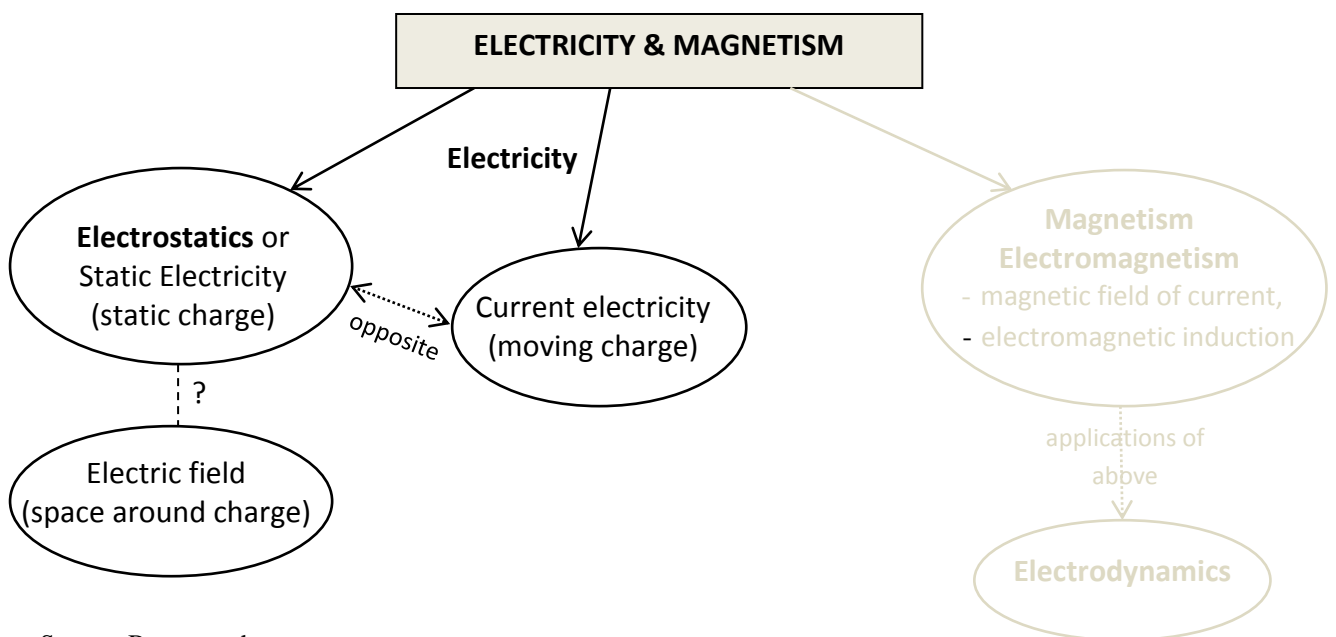 ELECTRICITY & MAGNETISM
Electricity
Electrostatics or
Static Electricity
(static charge)
opposite
Current electricity
(moving charge)
Magnetism
Electromagnetism
- magnetic field of current,
- electromagnetic induction
?
Electric field
(space around charge)
applications of
above
Electrodynamics